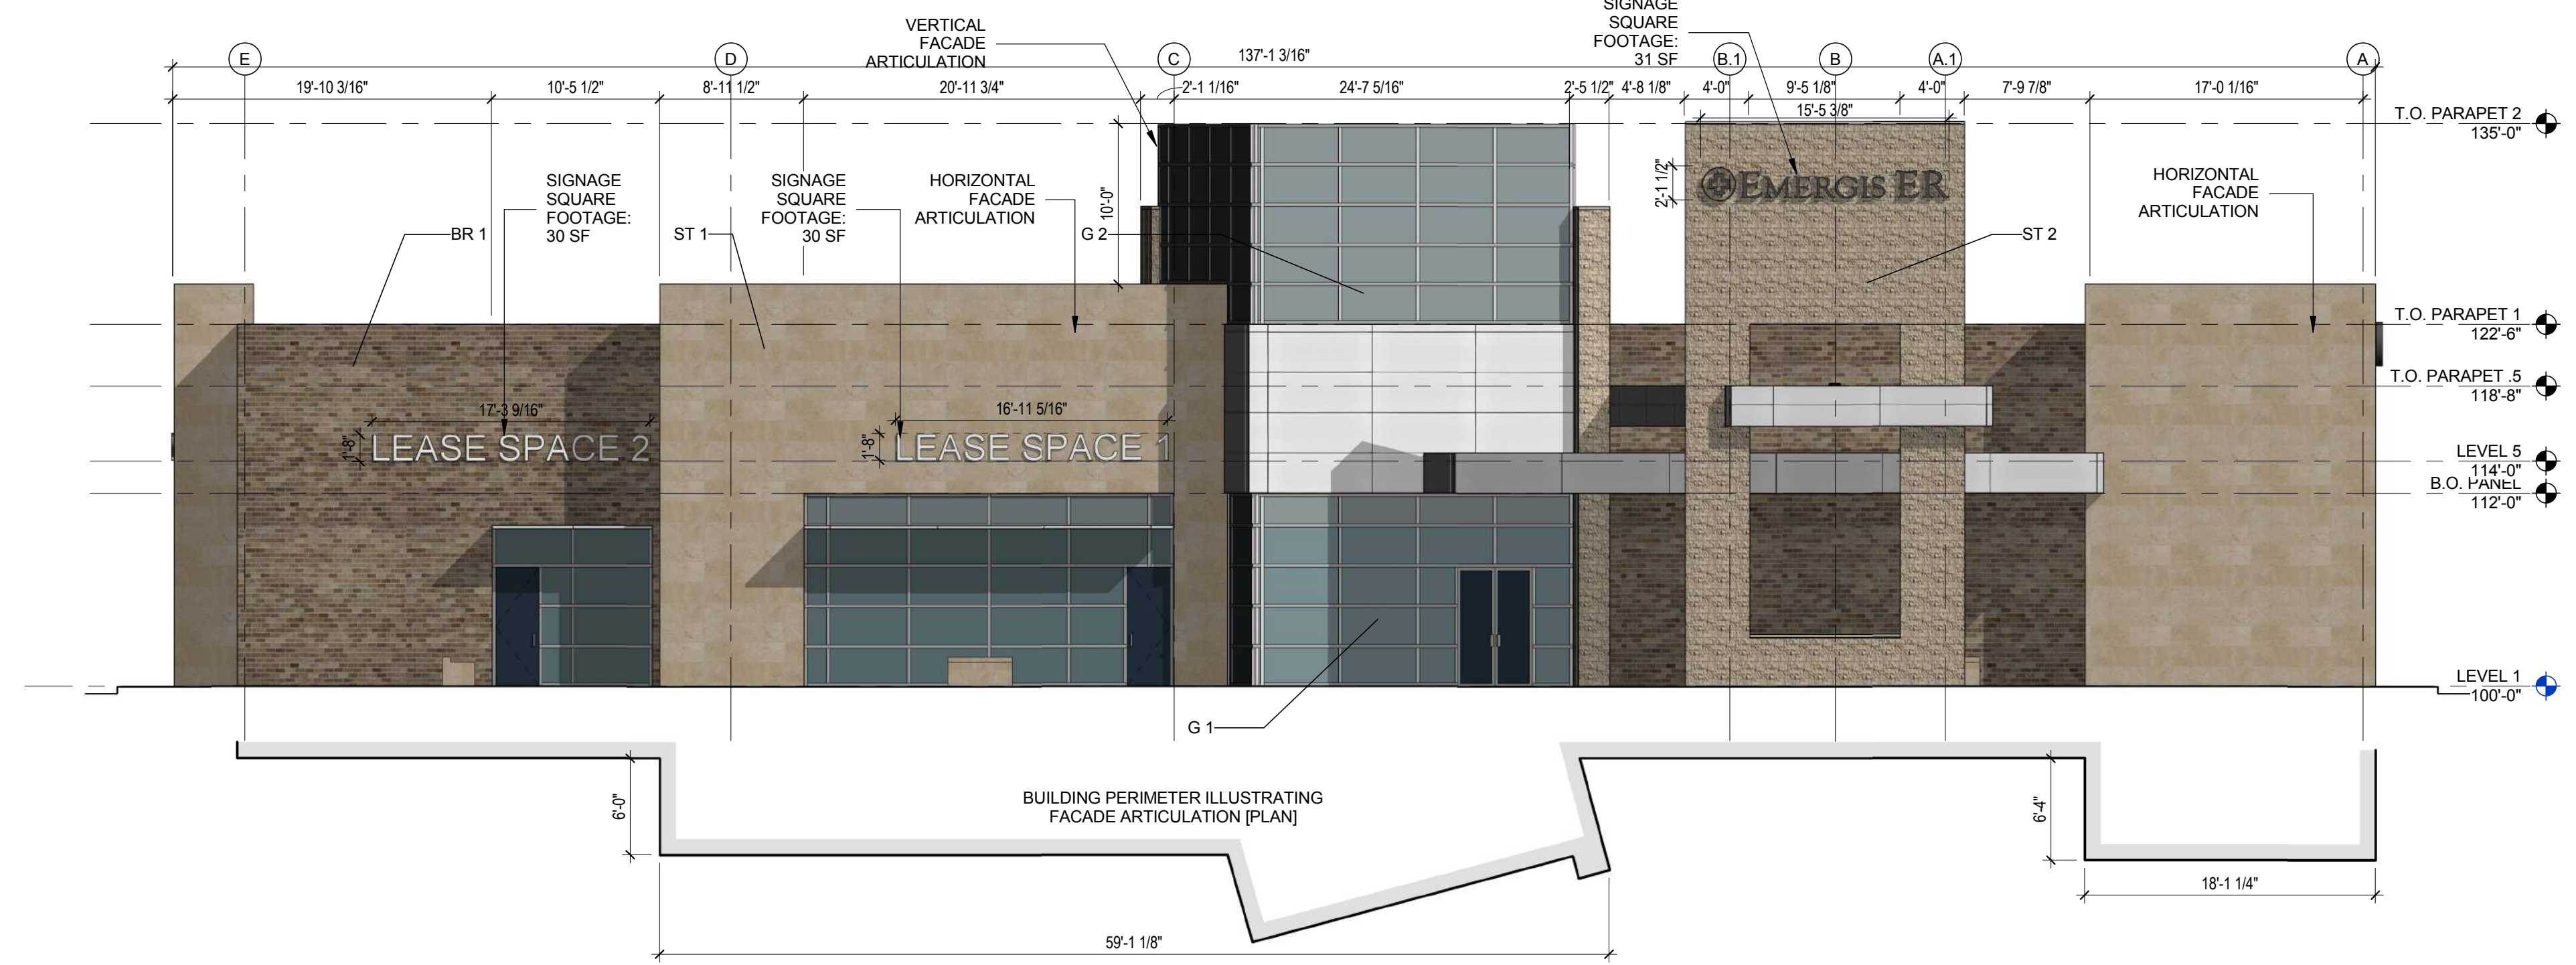 SIGNAGE
SQUARE
FOOTAGE:
31 SF
VERTICAL
FACADE
ARTICULATION
E
D
C
B.1
B
A.1
A
137'-1 3/16"
19'-10 3/16"
10'-5 1/2"
8'-11 1/2"
20'-11 3/4"
2'-1 1/16"
24'-7 5/16"
2'-5 1/2"
4'-8 1/8"
4'-0"
9'-5 1/8"
4'-0"
7'-9 7/8"
17'-0 1/16"
15'-5 3/8"
T.O. PARAPET 2
135'-0"
SIGNAGE
SQUARE
FOOTAGE:
30 SF
SIGNAGE
SQUARE
FOOTAGE:
30 SF
HORIZONTAL
FACADE
ARTICULATION
10'-0"
2'-1 1/2"
EMERGIS ER
HORIZONTAL
FACADE
ARTICULATION
BR 1
ST 1
G 2
ST 2
T.O. PARAPET 1
122'-6"
T.O. PARAPET .5
118'-8"
17'-3 9/16"
16'-11 5/16"
1'-8"
LEASE SPACE 2
1'-8"
LEASE SPACE 1
LEVEL 5
114'-0"
B.O. PANEL
112'-0"
LEVEL 1
100'-0"
G 1
6'-0"
BUILDING PERIMETER ILLUSTRATING
FACADE ARTICULATION [PLAN]
6'-4"
18'-1 1/4"
59'-1 1/8"